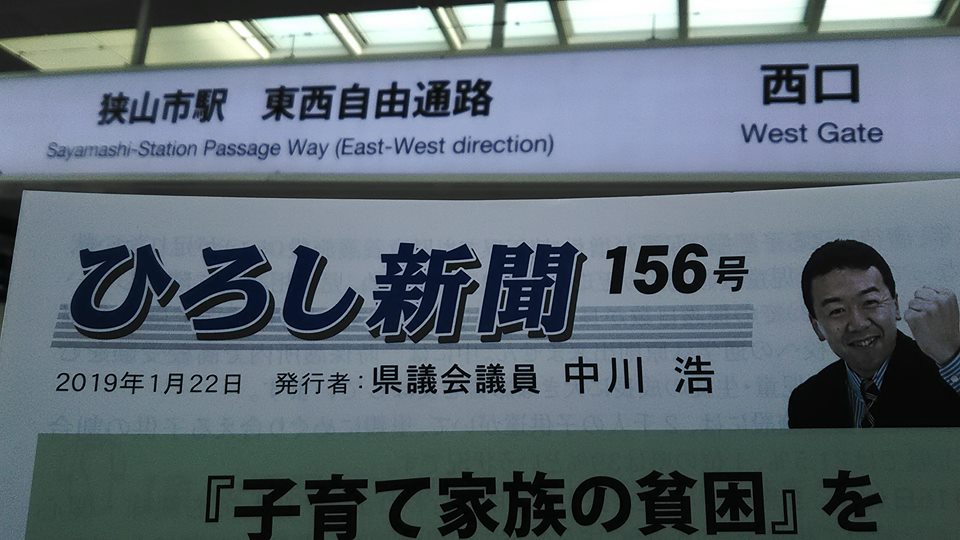 狭山市駅 東西自由通路
Sayamashi-Station Passage Way (East-West direction)
西口
West Gate
ひろし新聞 156号
2019年1月22日 発行者:県議会議員 中川 浩
『子育て家族の貧困』を